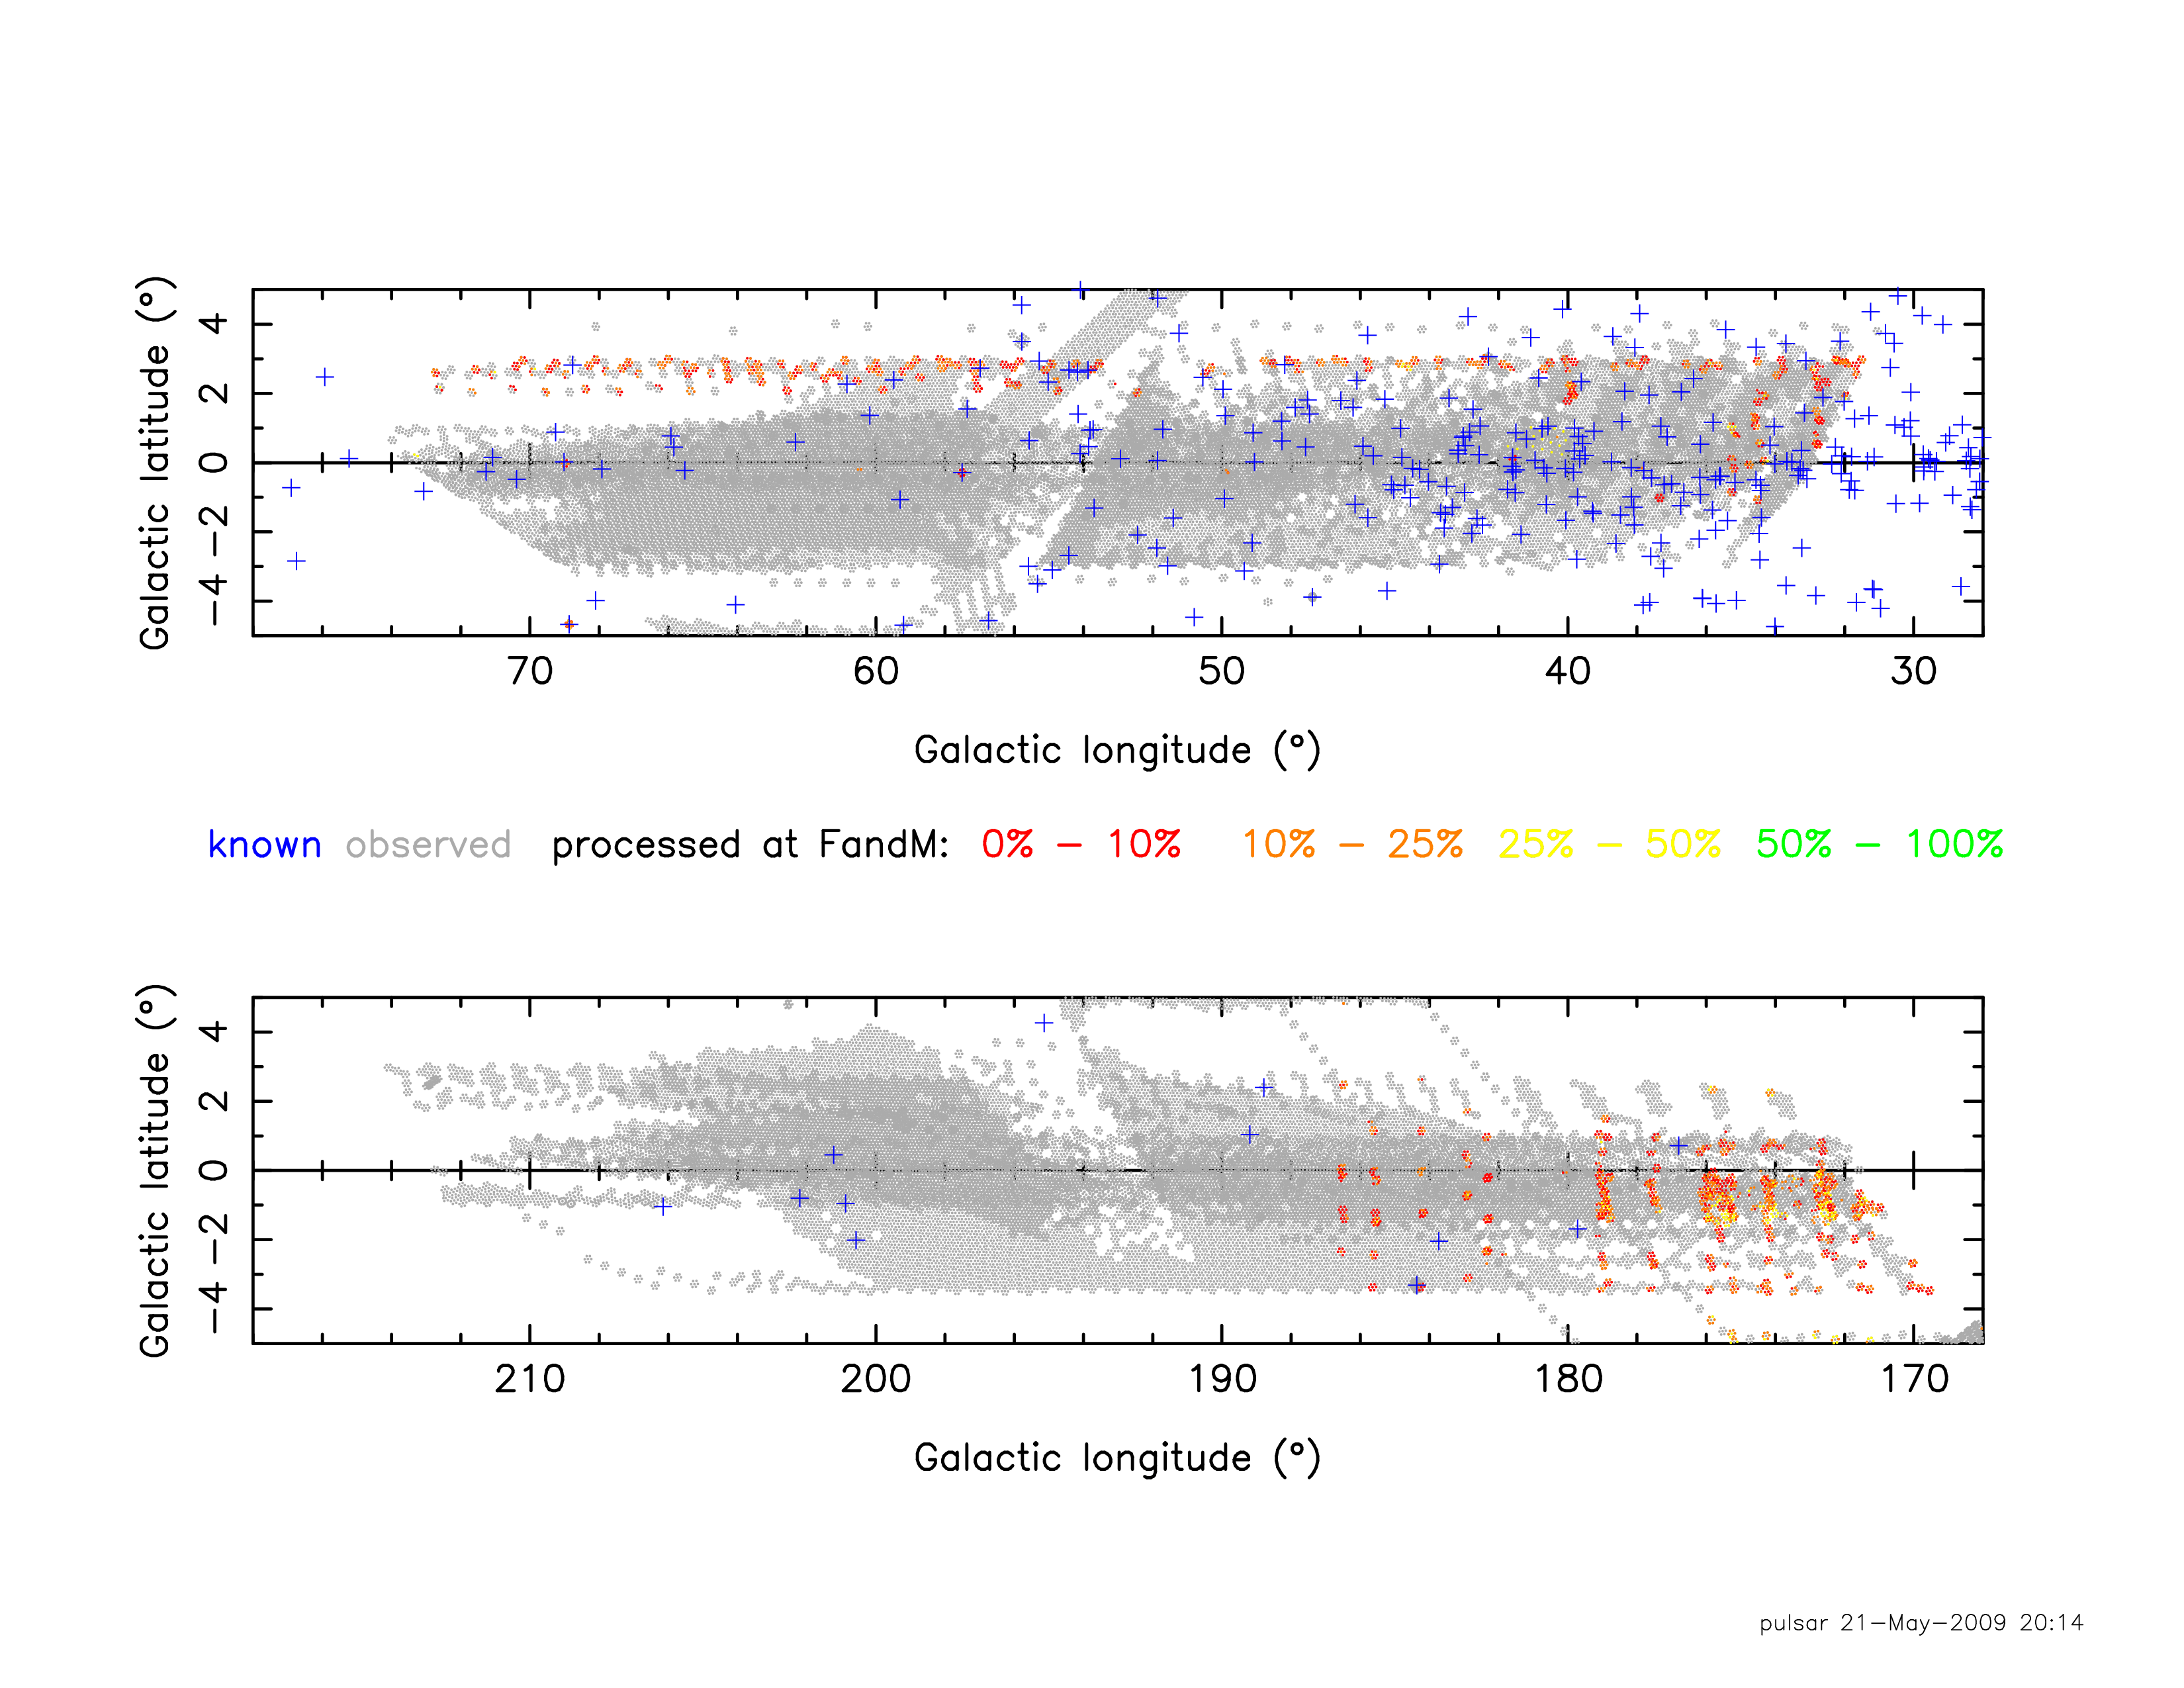 Galactic latitude (°)
4
2
0
−2
−4
70 60 50 40 30
Galactic longitude (°)
known observed processed at FandM: 0% − 10% 10% − 25% 25% − 50% 50% − 100%
Galactic latitude (°)
4
2
0
−2
−4
210 200 190 180 170
Galactic longitude (°)
pulsar 21−May−2009 20:14